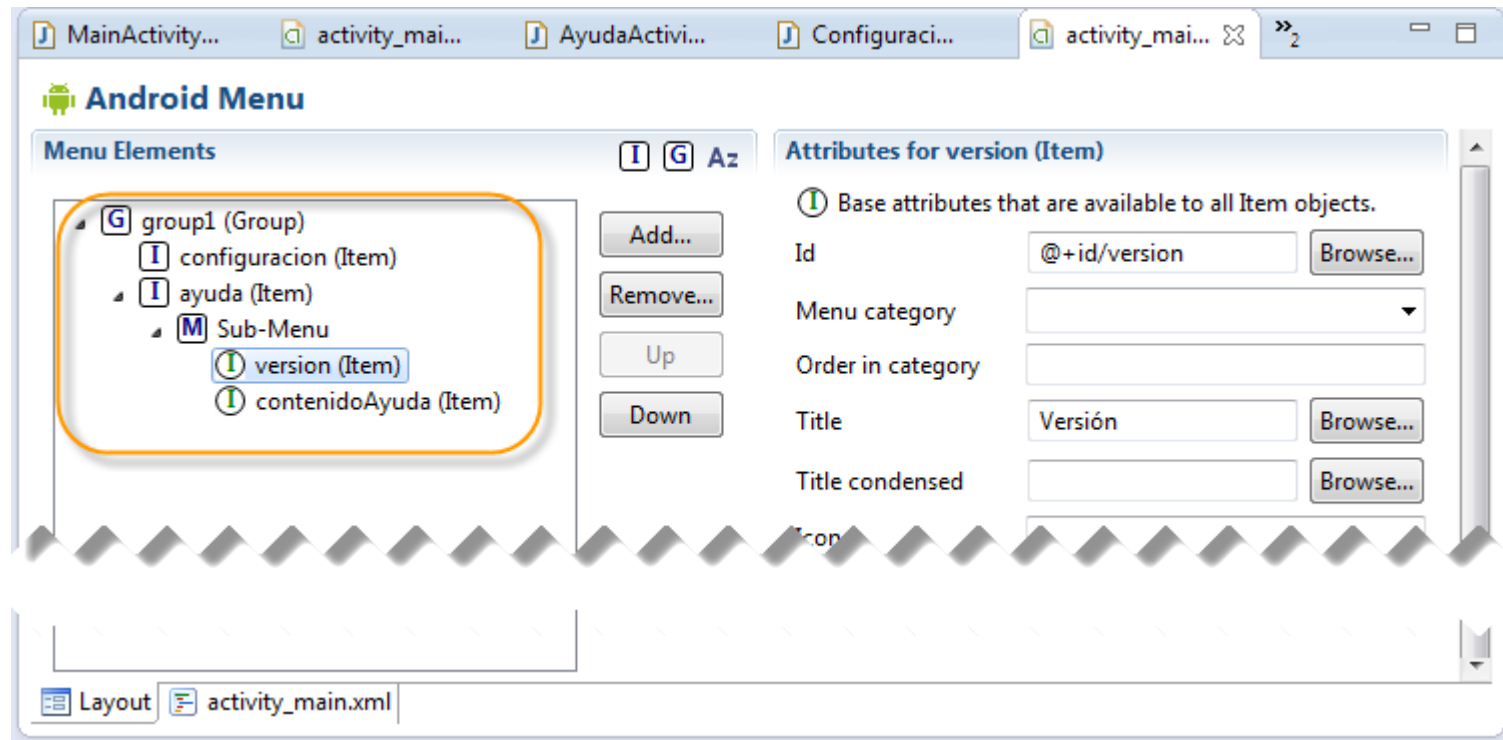 MainActivity... activity_mai... AyudaActivi... Configuraci... activity_mai... »2
Android Menu
Menu Elements I G Az
G group1 (Group)
I configuracion (Item)
I ayuda (Item)
M Sub-Menu
I version (Item)
I contenidoAyuda (Item)
Add...
Remove...
Up
Down
Attributes for version (Item)
I Base attributes that are available to all Item objects.
Id @+id/version Browse...
Menu category
Order in category
Title Versión Browse...
Title condensed Browse...
Icon
Layout activity_main.xml